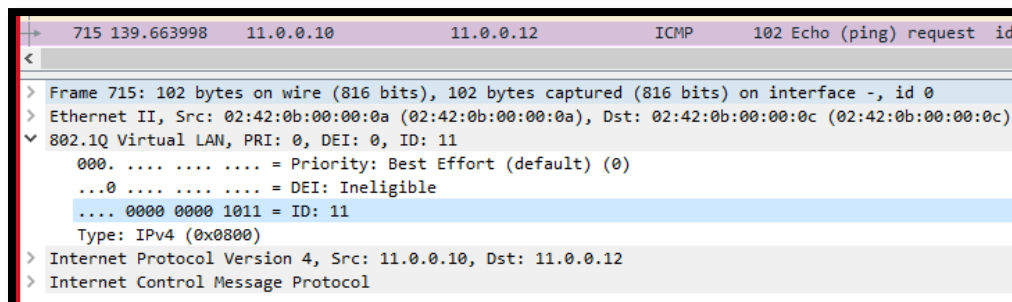 715 139.663998 11.0.0.10 11.0.0.12 ICMP 102 Echo (ping) request id
Frame 715: 102 bytes on wire (816 bits), 102 bytes captured (816 bits) on interface -, id 0
Ethernet II, Src: 02:42:0b:00:00:0a (02:42:0b:00:00:0a), Dst: 02:42:0b:00:00:0c (02:42:0b:00:00:0c)
802.1Q Virtual LAN, PRI: 0, DEI: 0, ID: 11
000. .... .... .... = Priority: Best Effort (default) (0)
...0 .... .... .... = DEI: Ineligible
.... 0000 0000 1011 = ID: 11
Type: IPv4 (0x0800)
Internet Protocol Version 4, Src: 11.0.0.10, Dst: 11.0.0.12
Internet Control Message Protocol